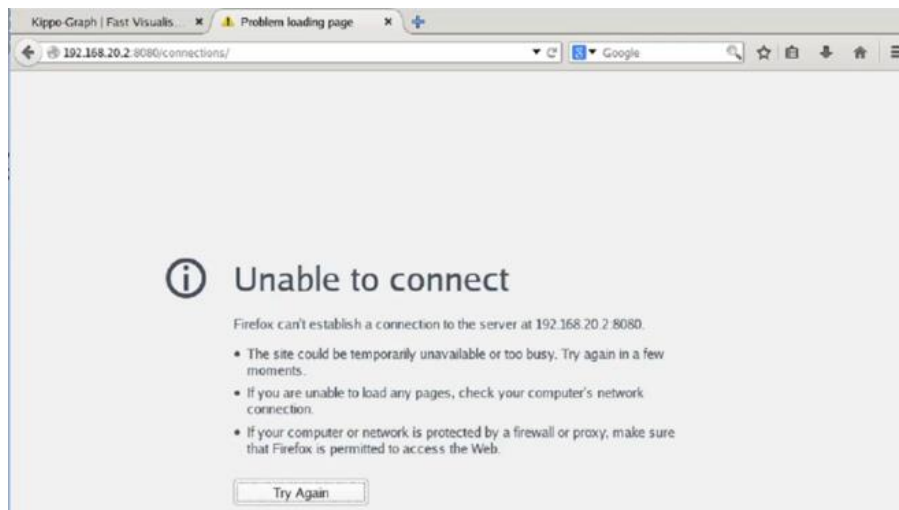 Kippo-Graph | Fast Visualis... Problem loading page
192.168.20.2:8080/connections/ Google
Unable to connect
Firefox can't establish a connection to the server at 192.168.20.2:8080.
• The site could be temporarily unavailable or too busy. Try again in a few
moments.
• If you are unable to load any pages, check your computer's network
connection.
• If your computer or network is protected by a firewall or proxy, make sure
that Firefox is permitted to access the Web.
Try Again